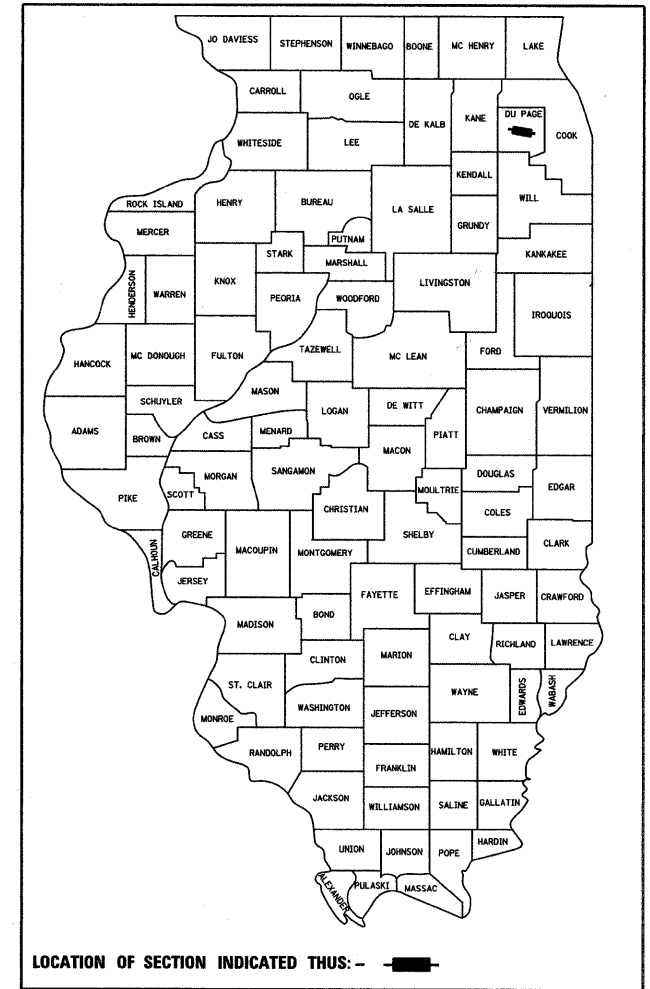 JO DAVIESS
STEPHENSON
WINNEBAGO
BOONE
MC HENRY
LAKE
CARROLL
OGLE
DE KALB
KANE
DU PAGE
COOK
WHITESIDE
LEE
KENDALL
WILL
ROCK ISLAND
HENRY
BUREAU
LA SALLE
GRUNDY
MERCER
PUTNAM
STARK
MARSHALL
KANKAKEE
HENDERSON
WARREN
KNOX
PEORIA
WOODFORD
LIVINGSTON
IROQUOIS
HANCOCK
MC DONOUGH
FULTON
TAZEWELL
MC LEAN
FORD
SCHUYLER
MASON
LOGAN
DE WITT
CHAMPAIGN
VERMILION
ADAMS
BROWN
CASS
MENARD
MACON
PIATT
PIKE
SCOTT
MORGAN
SANGAMON
CHRISTIAN
MOULTRIE
DOUGLAS
EDGAR
COLES
CALHOUN
GREENE
MACOUPIN
MONTGOMERY
SHELBY
CUMBERLAND
CLARK
JERSEY
FAYETTE
EFFINGHAM
JASPER
CRAWFORD
MADISON
BOND
CLAY
RICHLAND
LAWRENCE
CLINTON
MARION
ST. CLAIR
WAYNE
EDWARDS
WABASH
MONROE
WASHINGTON
JEFFERSON
RANDOLPH
PERRY
HAMILTON
WHITE
FRANKLIN
JACKSON
WILLIAMSON
SALINE
GALLATIN
UNION
JOHNSON
POPE
HARDIN
ALEXANDER
PULASKI
MASSAC
LOCATION OF SECTION INDICATED THUS: –